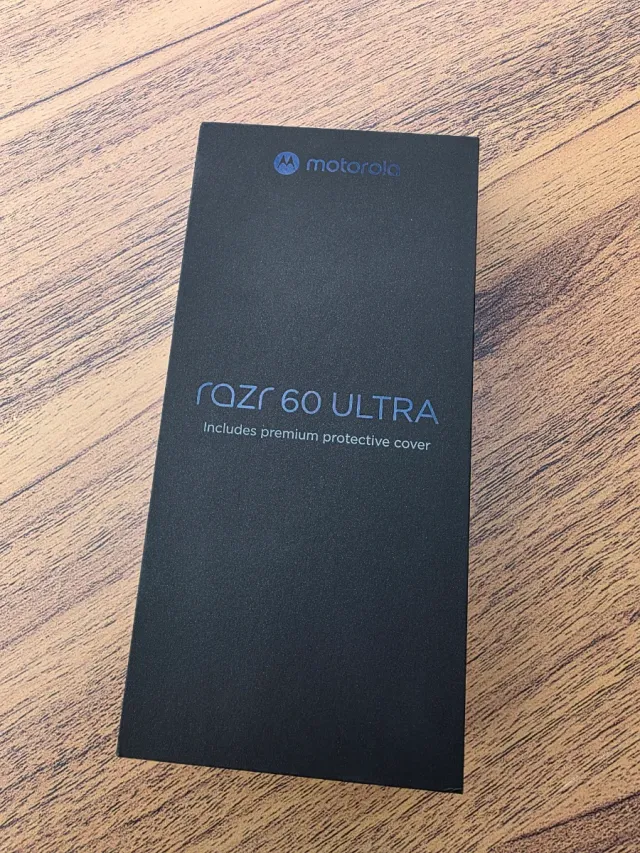 motorola
razr 60 ULTRA
Includes premium protective cover